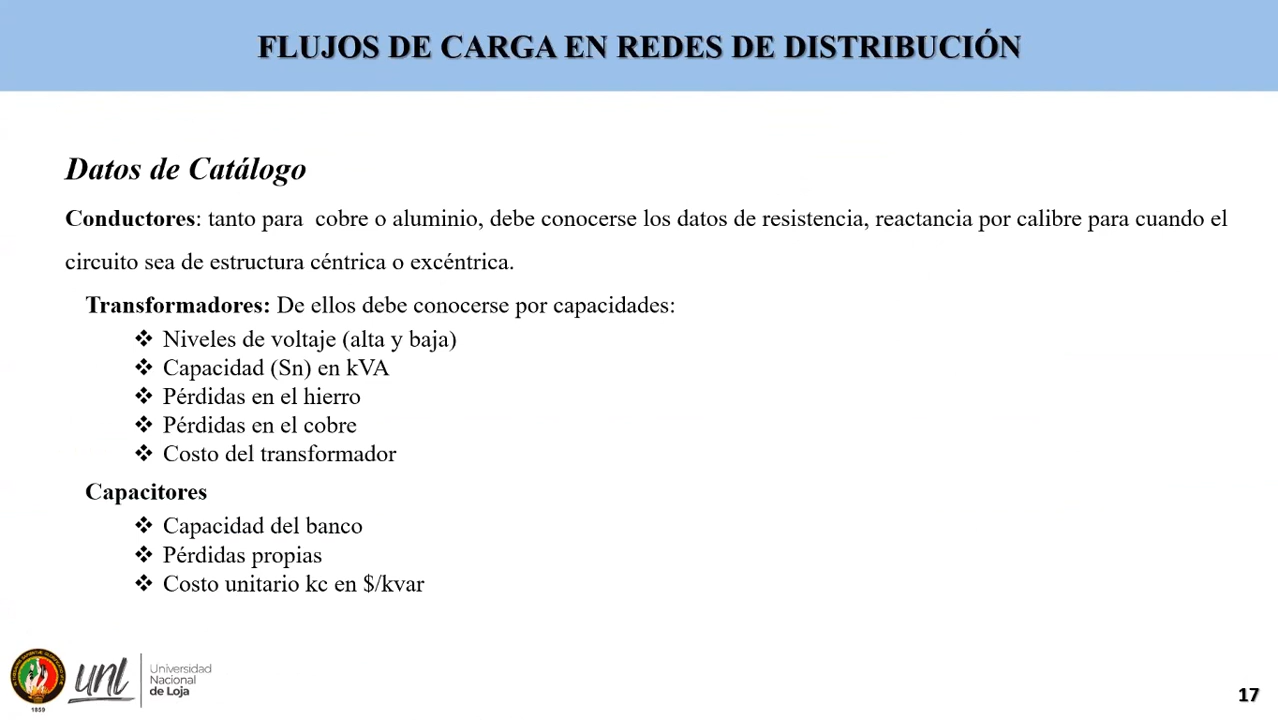 FLUJOS DE CARGA EN REDES DE DISTRIBUCIÓN
Datos de Catálogo
Conductores: tanto para cobre o aluminio, debe conocerse los datos de resistencia, reactancia por calibre para cuando el
circuito sea de estructura céntrica o excéntrica.
Transformadores: De ellos debe conocerse por capacidades:
❖ Niveles de voltaje (alta y baja)
❖ Capacidad (Sn) en kVA
❖ Pérdidas en el hierro
❖ Pérdidas en el cobre
❖ Costo del transformador
Capacitores
❖ Capacidad del banco
❖ Pérdidas propias
❖ Costo unitario kc en $/kvar
1859
unl
Universidad
Nacional
de Loja
17